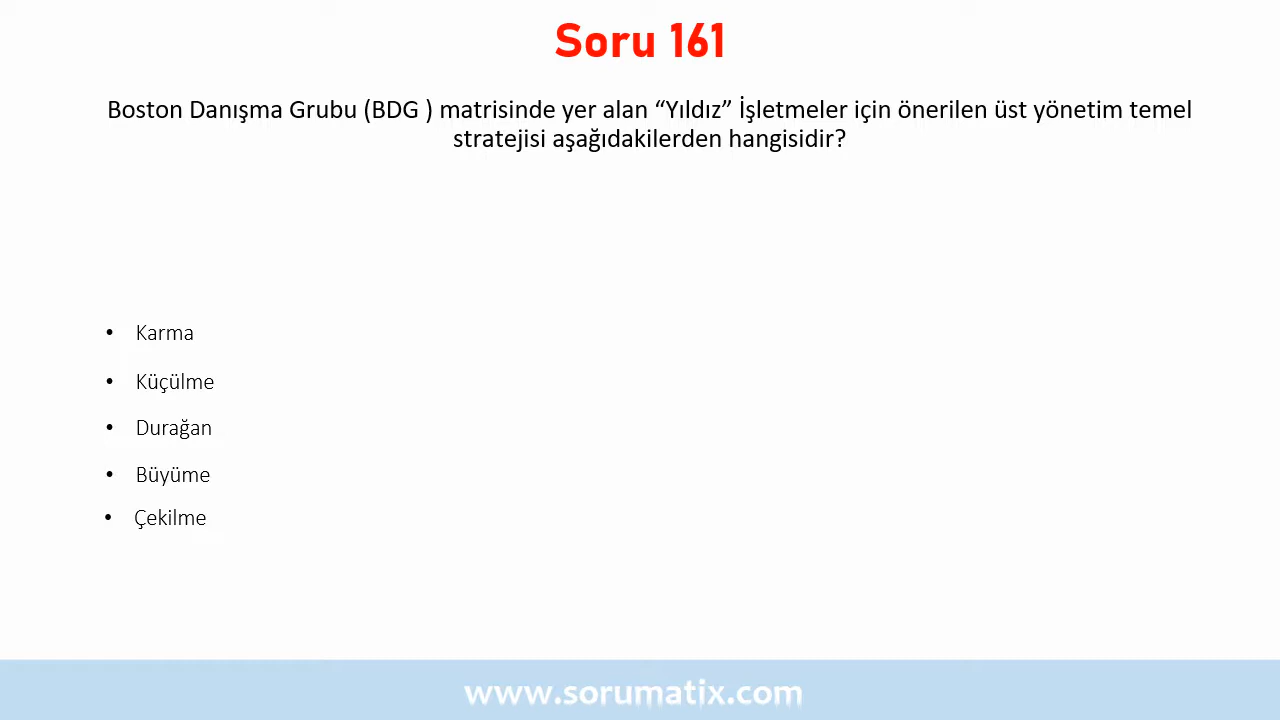 Soru 161
Boston Danışma Grubu (BDG ) matrisinde yer alan “Yıldız” İşletmeler için önerilen üst yönetim temel
stratejisi aşağıdakilerden hangisidir?
• Karma
• Küçülme
• Durağan
• Büyüme
• Çekilme
www.sorumatix.com